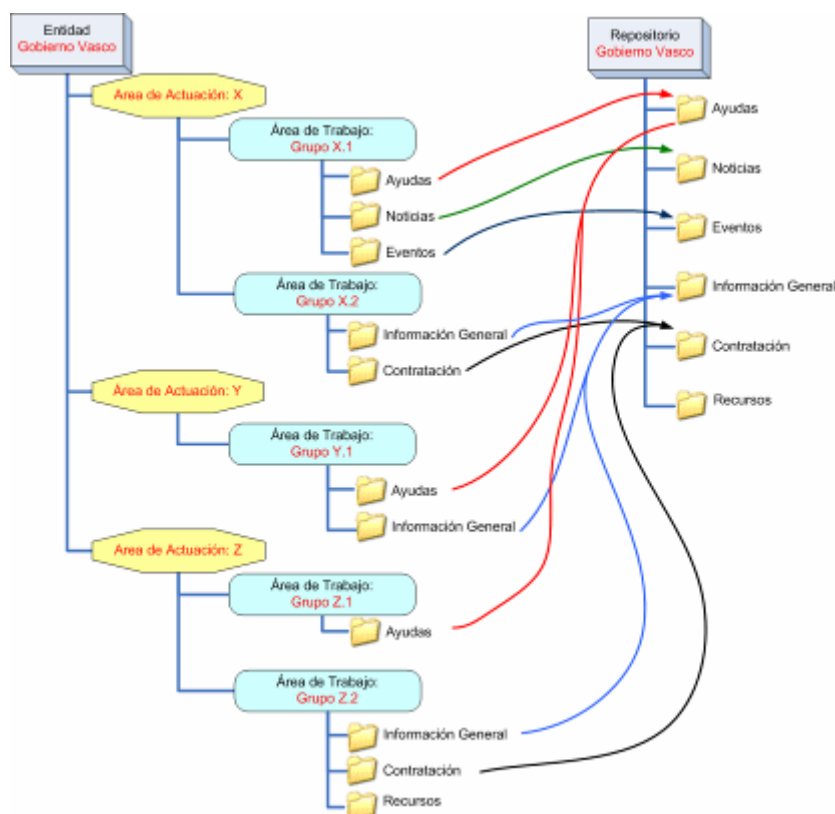 Entidad
Gobierno Vasco
Repositorio
Gobierno Vasco
Area de Actuación: X
Área de Trabajo:
Grupo X.1
Ayudas
Noticias
Eventos
Área de Trabajo:
Grupo X.2
Información General
Contratación
Área de Actuación: Y
Área de Trabajo:
Grupo Y.1
Ayudas
Información General
Area de Actuación: Z
Área de Trabajo:
Grupo Z.1
Ayudas
Área de Trabajo:
Grupo Z.2
Información General
Contratación
Recursos
Ayudas
Noticias
Eventos
Información General
Contratación
Recursos